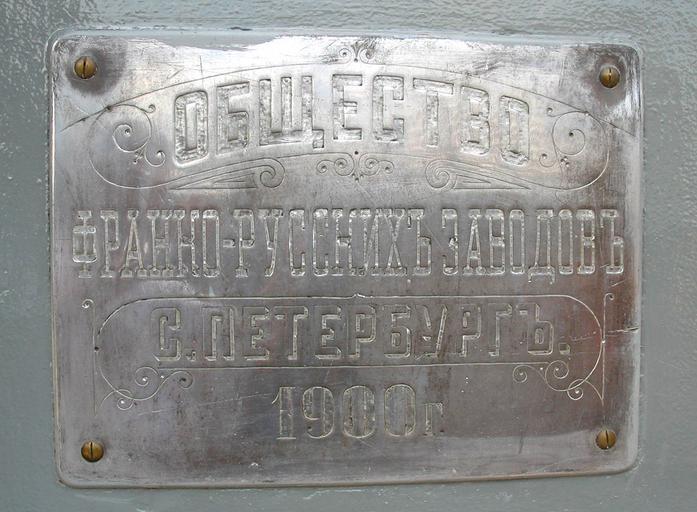 ОБЩЕСТВО
ФРАНКО-РУССКИХЪ ЗАВОДОВЪ
С.ПЕТЕРБУРГЪ.
1900г